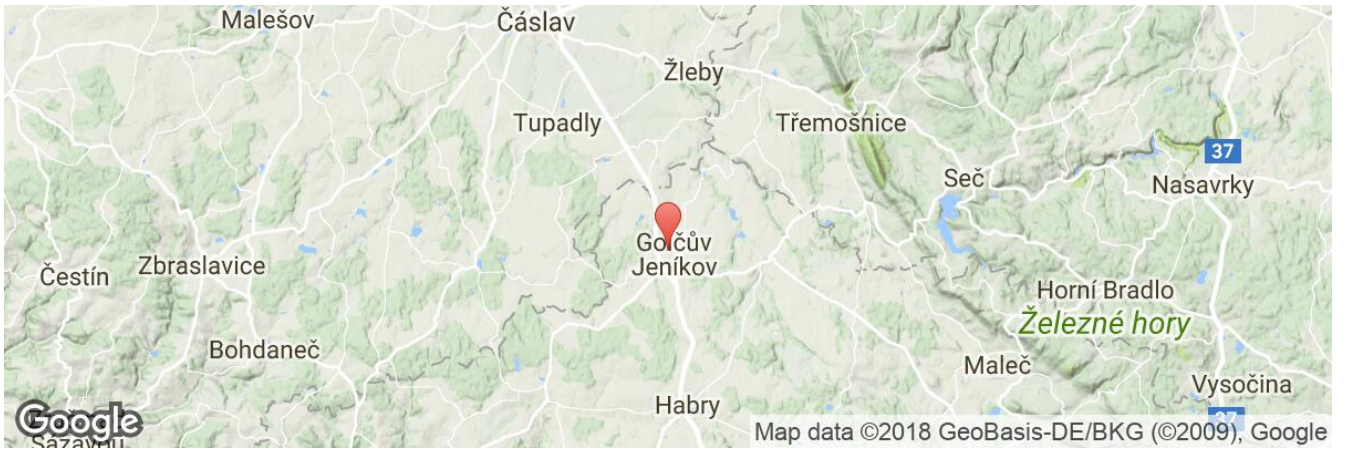 Malešov
Čáslav
Žleby
Tupadly
Třemošnice
37
Seč
Nasavrky
Golčův
Jeníkov
Zbraslavice
Čestín
Horní Bradlo
Železné hory
Bohdaneč
Maleč
Vysočina
Habry
37
Google
Sázavou
Map data ©2018 GeoBasis-DE/BKG (©2009), Google